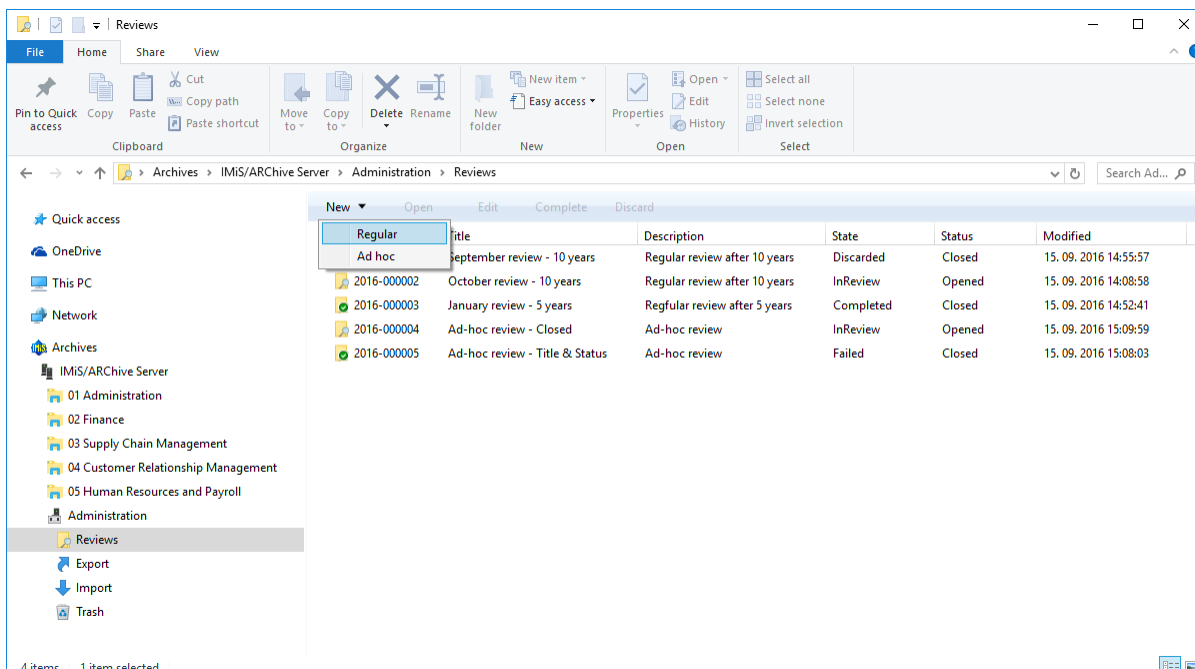 Reviews
File Home Share View
Pin to Quick access
Copy
Paste
Cut
Copy path
Paste shortcut
Clipboard
Move to
Copy to
Delete
Rename
Organize
New folder
New item
Easy access
New
Properties
Open
Edit
History
Open
Select all
Select none
Invert selection
Select
Archives > IMiS/ARChive Server > Administration > Reviews
Search Ad...
Quick access
OneDrive
This PC
Network
Archives
IMiS/ARChive Server
01 Administration
02 Finance
03 Supply Chain Management
04 Customer Relationship Management
05 Human Resources and Payroll
Administration
Reviews
Export
Import
Trash
New Open Edit Complete Discard
Regular
Ad hoc
Description State Status Modified
September review - 10 years Regular review after 10 years Discarded Closed 15. 09. 2016 14:55:57
2016-000002 October review - 10 years Regular review after 10 years InReview Opened 15. 09. 2016 14:08:58
2016-000003 January review - 5 years Regfular review after 5 years Completed Closed 15. 09. 2016 14:52:41
2016-000004 Ad-hoc review - Closed Ad-hoc review InReview Opened 15. 09. 2016 15:09:59
2016-000005 Ad-hoc review - Title & Status Ad-hoc review Failed Closed 15. 09. 2016 15:08:03
4 items 1 item selected